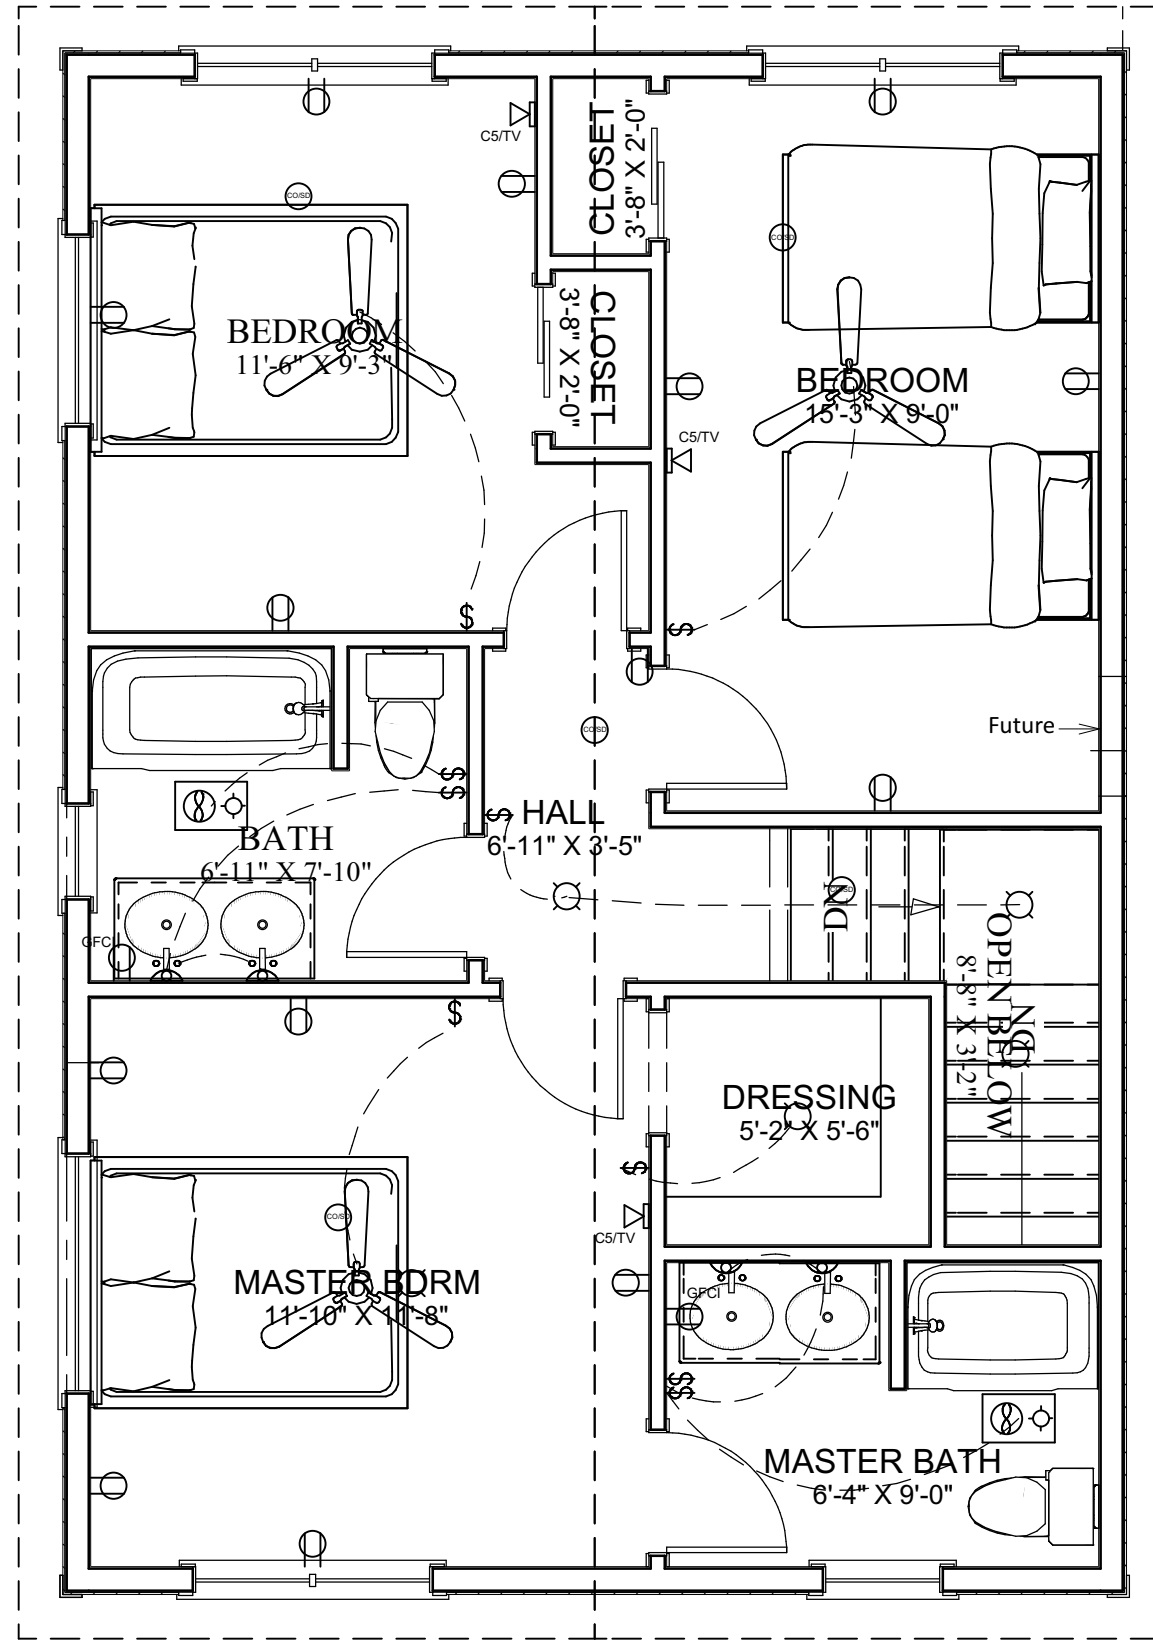 C5/TV
CLOSET
3'-8" X 2'-0"
CO/SD
CO/SD
CLOSET
3'-8" X 2'-0"
BEDROOM
11'-6" X 9'-3"
BEDROOM
15'-3" X 9'-0"
C5/TV
$
$
Future
CO/SD
$
$
$
HALL
6'-11" X 3'-5"
BATH
6'-11" X 7'-10"
CO/SD
DN
GFCI
OPEN BELOW
8'-8" X 3'-2"
DN
$
DRESSING
5'-2" X 5'-6"
$
CO/SD
C5/TV
MASTER BDRM
11'-10" X 11'-8"
GFCI
$$
MASTER BATH
6'-4" X 9'-0"